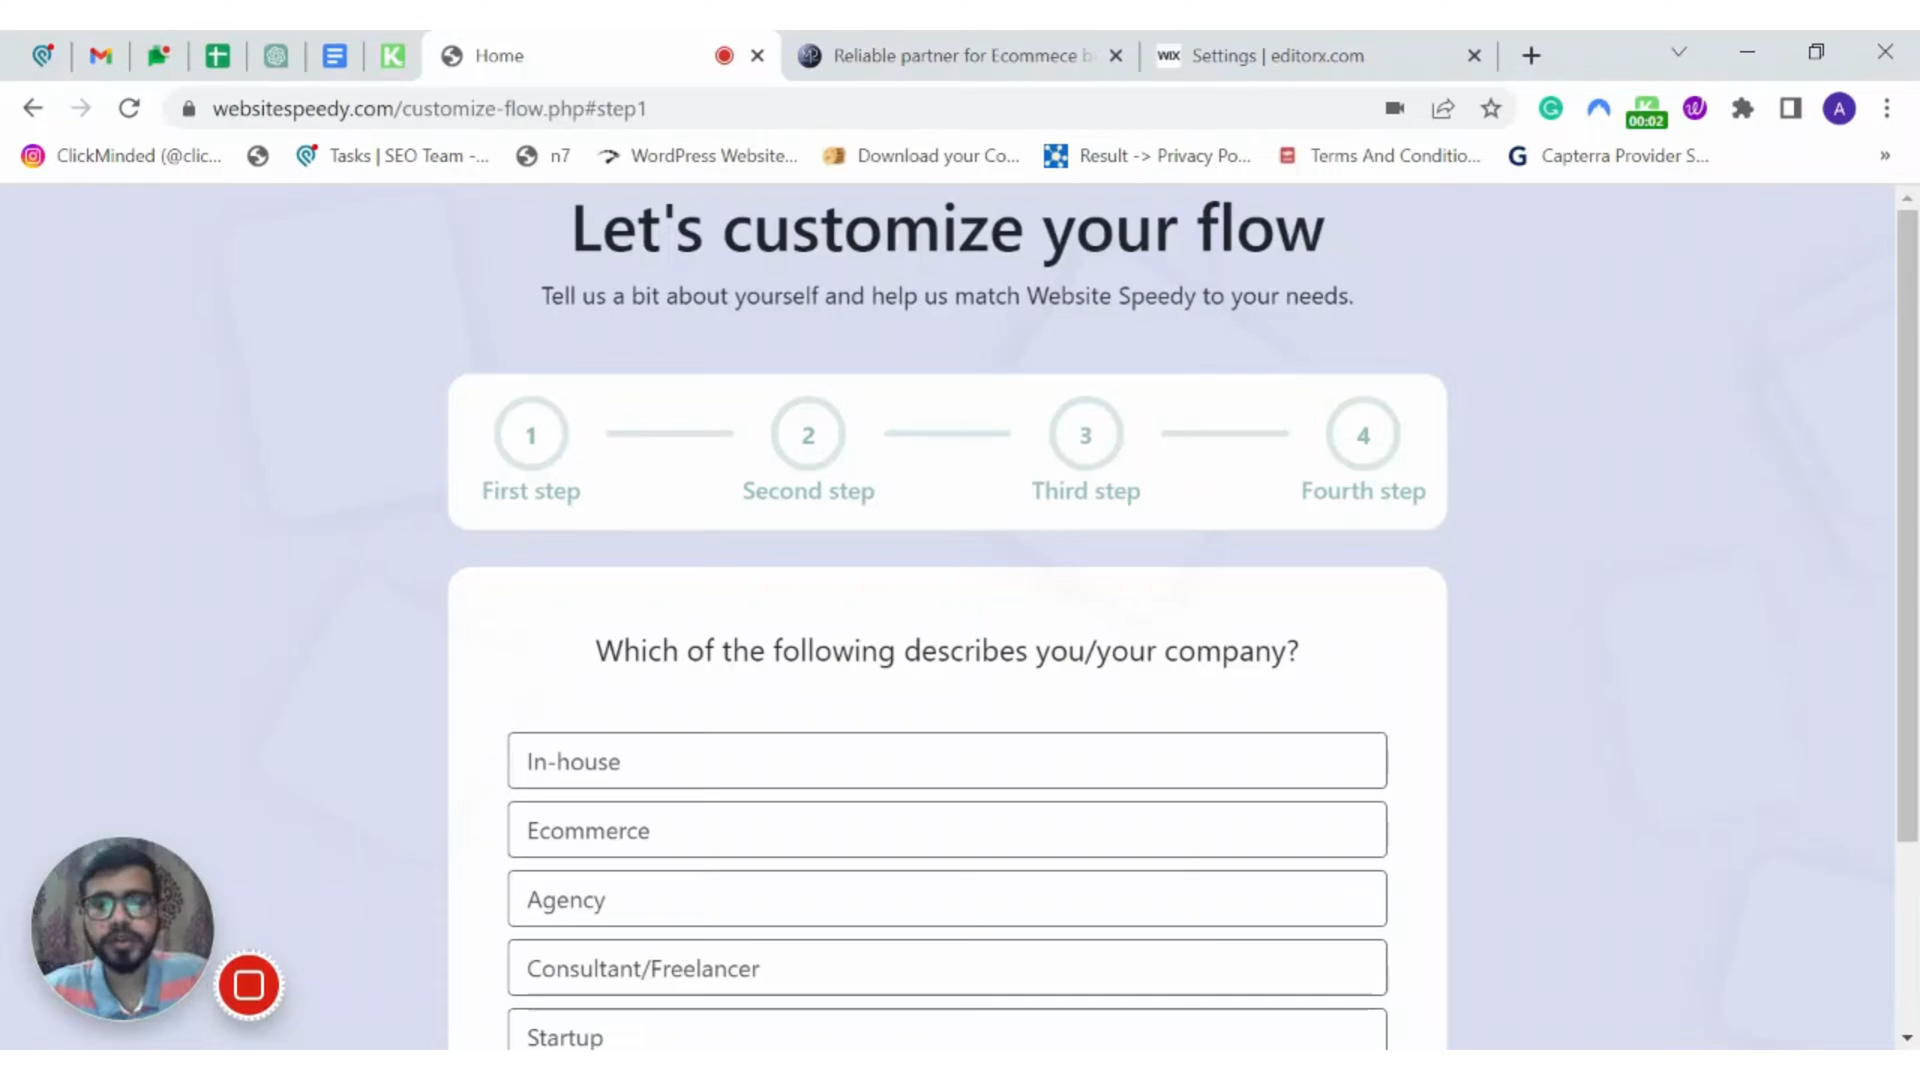 Home
Reliable partner for Ecommece b
WIX Settings | editorx.com
websitespeedy.com/customize-flow.php#step1
00:02
A
ClickMinded (@clic...
Tasks | SEO Team -...
n7
WordPress Website...
Download your Co...
Result -> Privacy Po...
Terms And Conditio...
G Capterra Provider S...
»
Let's customize your flow
Tell us a bit about yourself and help us match Website Speedy to your needs.
1 2 3 4
First step Second step Third step Fourth step
Which of the following describes you/your company?
In-house
Ecommerce
Agency
Consultant/Freelancer
Startup